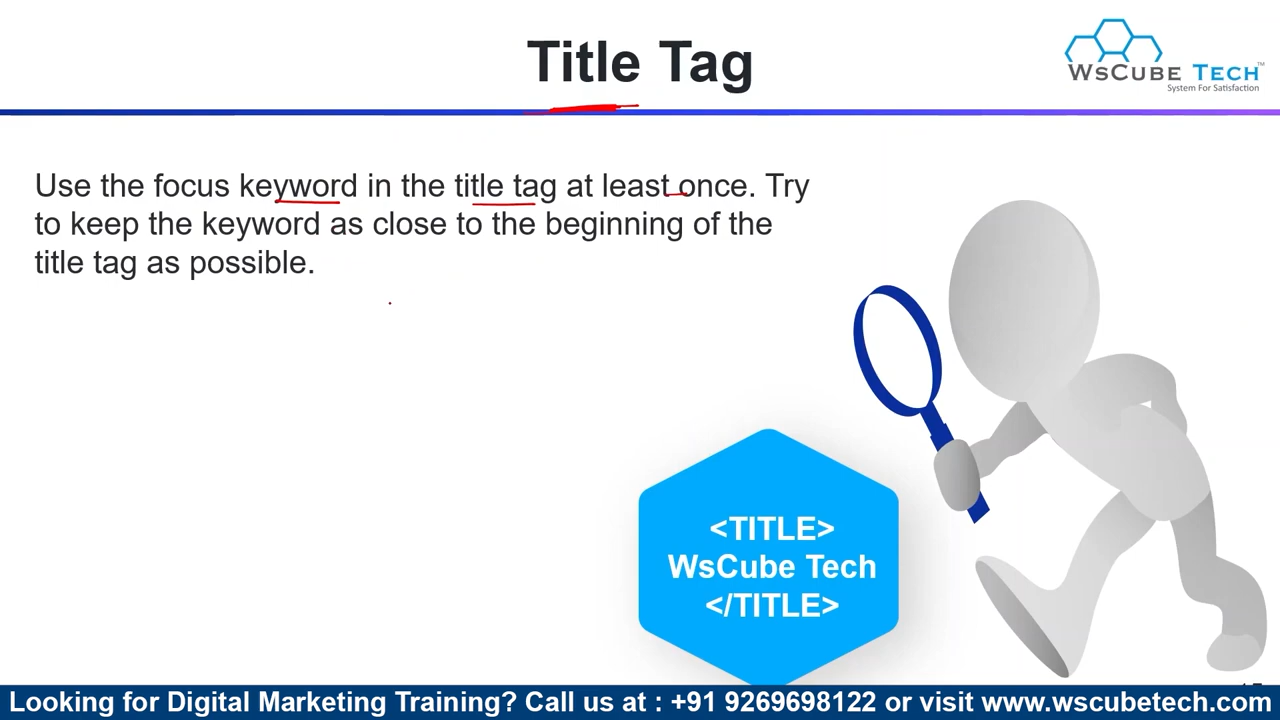 Title Tag
WsCube Tech™
System For Satisfaction
Use the focus keyword in the title tag at least once. Try
to keep the keyword as close to the beginning of the
title tag as possible.
<TITLE>
WsCube Tech
</TITLE>
Looking for Digital Marketing Training? Call us at : +91 9269698122 or visit www.wscubetech.com